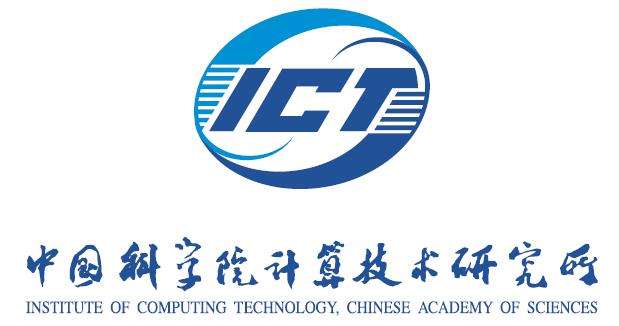 ICT
中国科学院计算技术研究所
INSTITUTE OF COMPUTING TECHNOLOGY, CHINESE ACADEMY OF SCIENCES